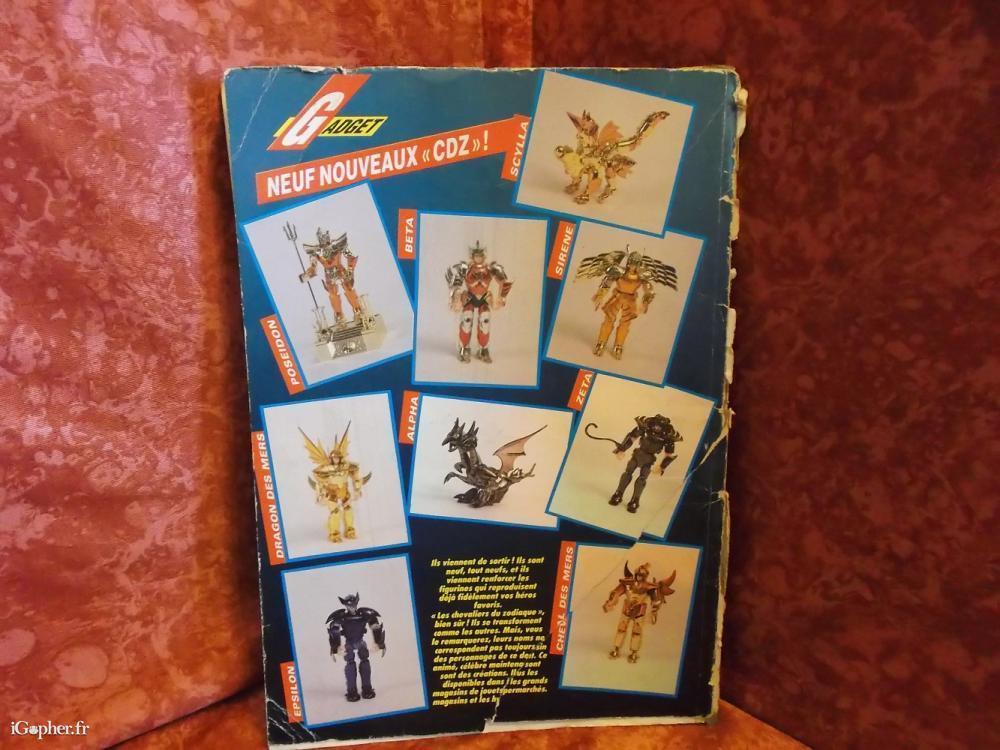 GADGET
NEUF NOUVEAUX « CDZ » !
SCYLLA
POSEIDON
BETA
SIRENE
DRAGON DES MERS
ALPHA
ZETA
EPSILON
CHEVL DES MERS
Ils viennent de sortir ! Ils sont
neuf, tout neufs, et ils
viennent renforcer les
figurines qui reproduisent
déjà fidèlement vos héros
favoris.
« Les chevaliers du zodiaque »,
bien sûr ! Ils se transforment
comme les autres. Mais, vous
le remarquerez, leurs noms ne
correspondent pas toujours
des personnages de ce
animé, célèbre sont
sont des créations.
disponibles dans les grands
magasins de
magasins et les
iGopher.fr